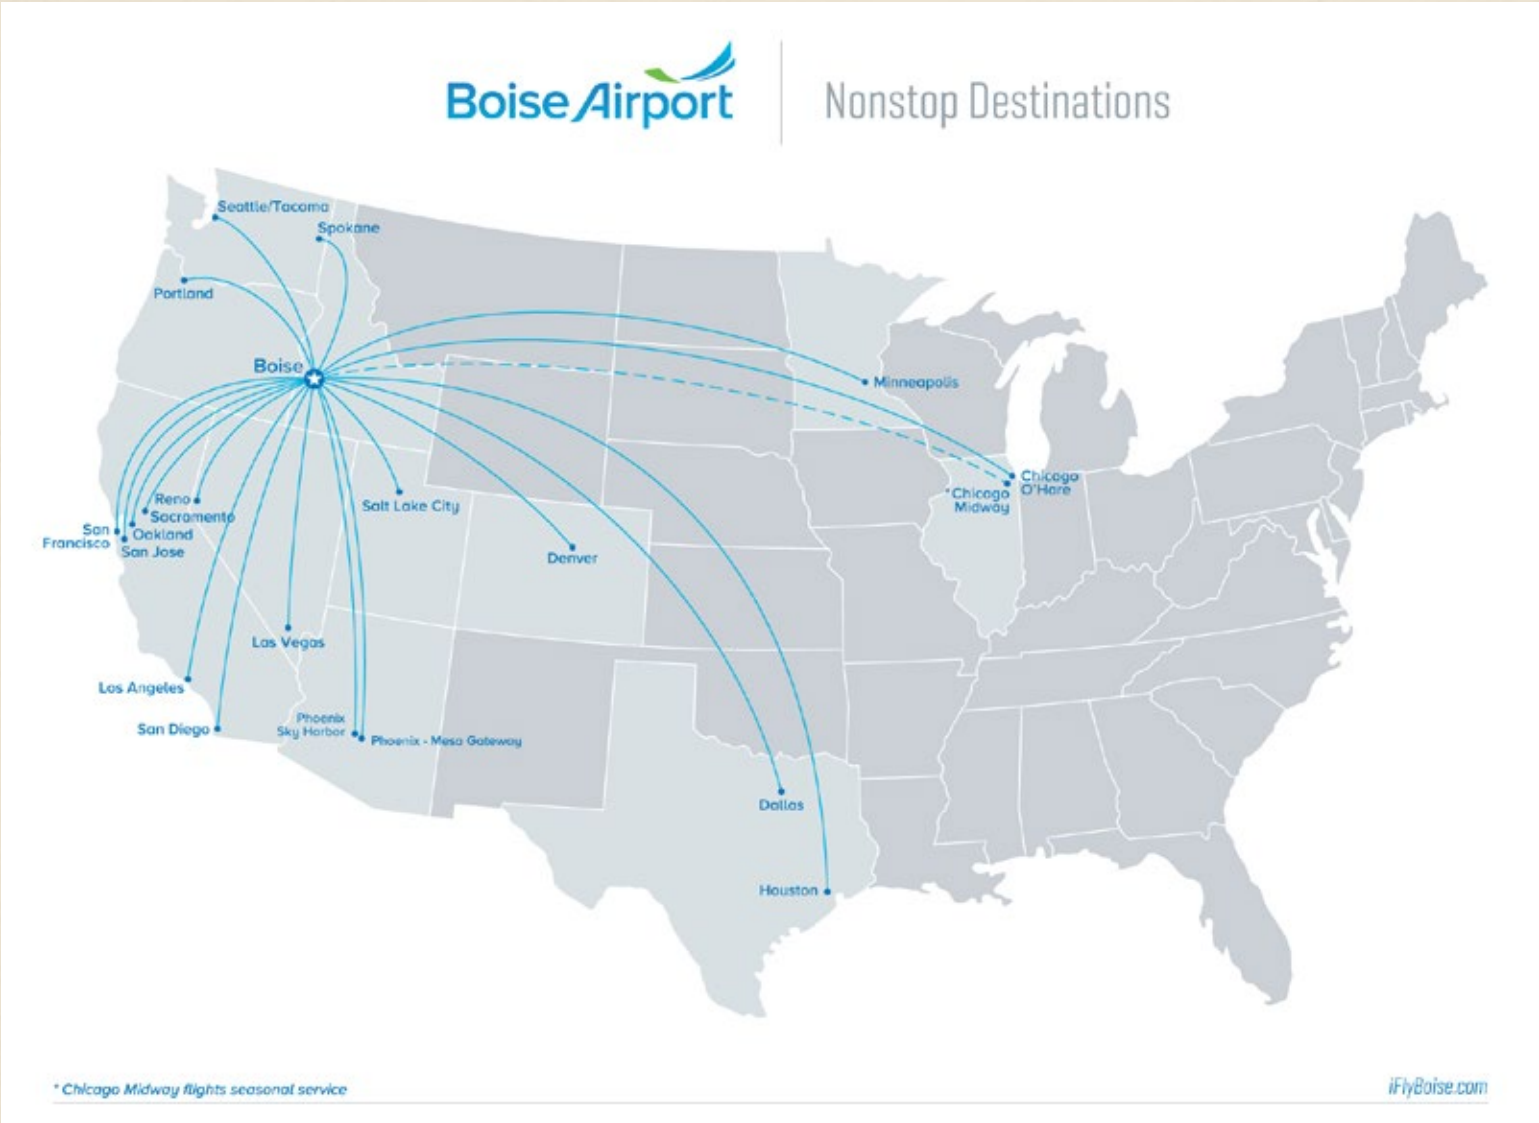 Boise Airport
Nonstop Destinations
Seattle/Tacoma
Spokane
Portland
Boise
Minneapolis
Chicago
O'Hare
*Chicago
Midway
Reno
Sacramento
San
Francisco
Oakland
San Jose
Salt Lake City
Denver
Las Vegas
Los Angeles
San Diego
Phoenix
Sky Harbor
Phoenix - Mesa Gateway
Dallas
Houston
* Chicago Midway flights seasonal service
iFlyBoise.com